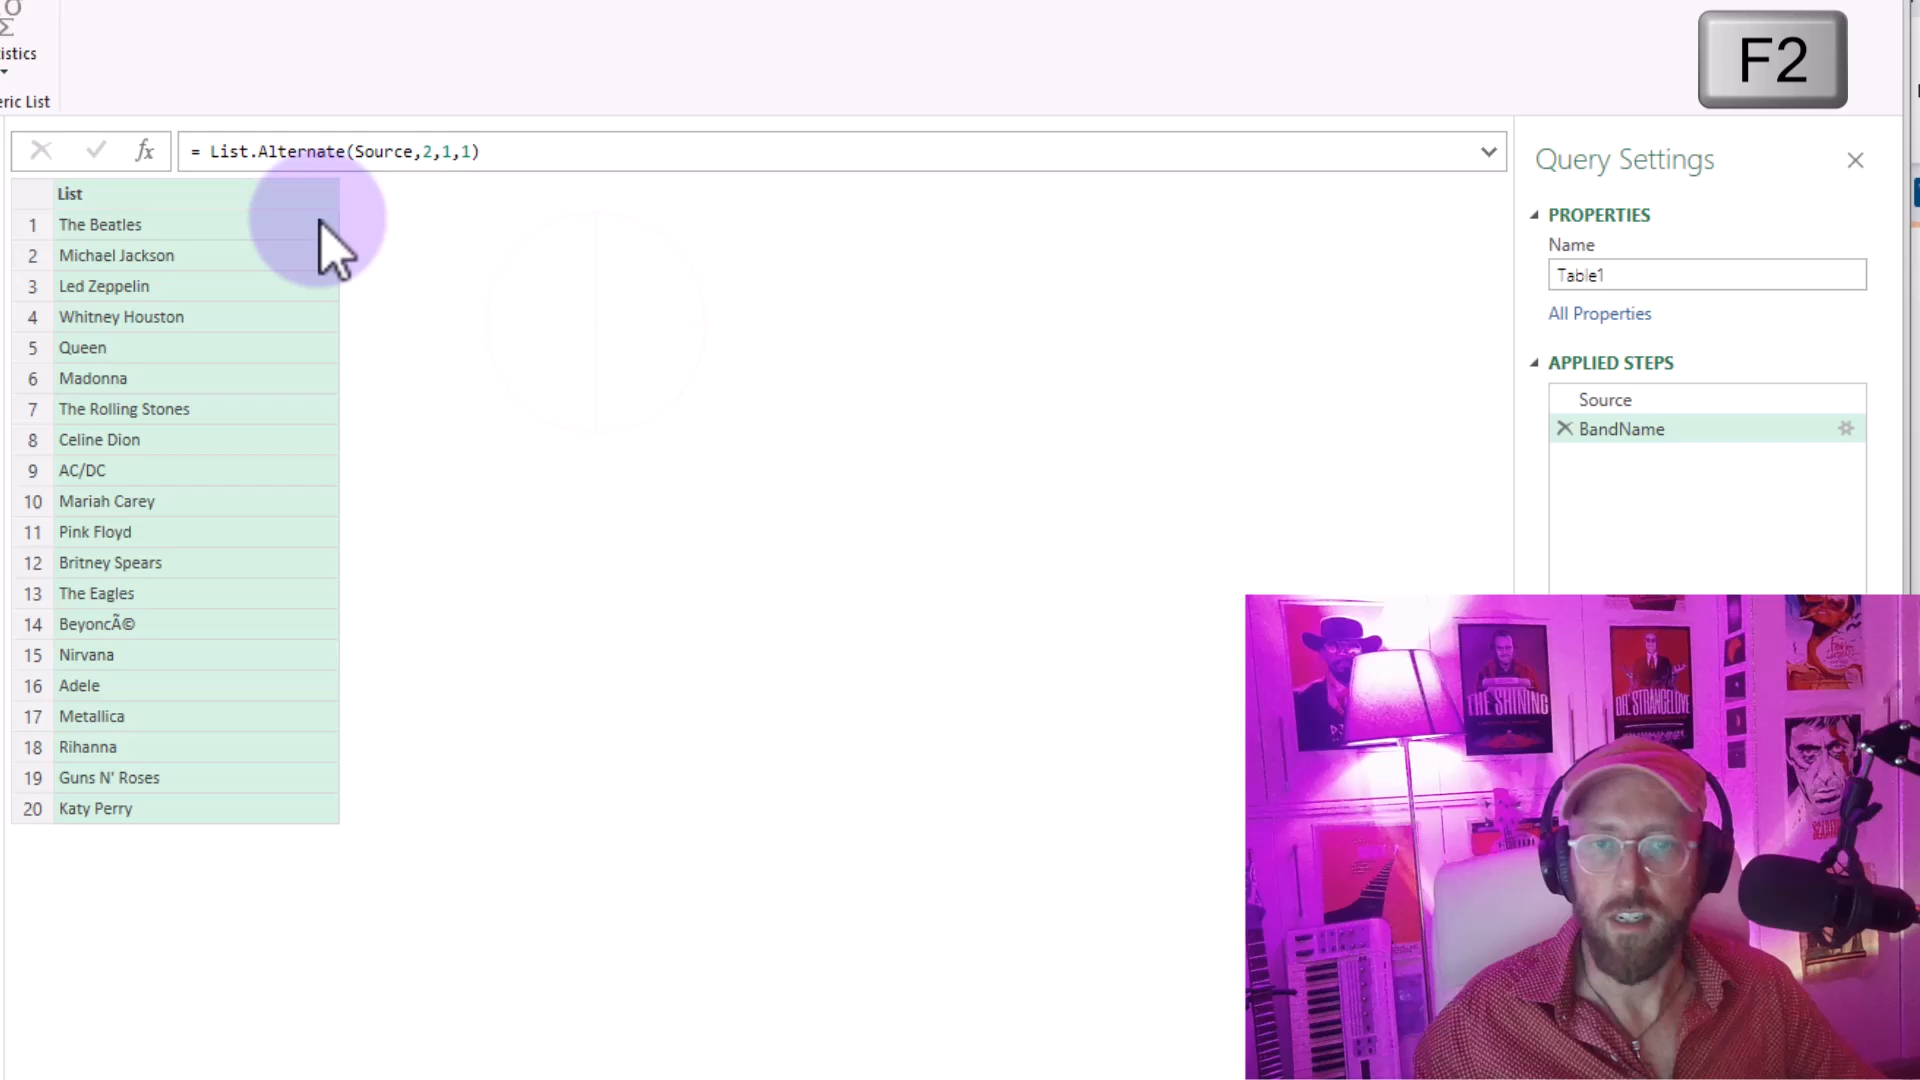 istics
eric List
F2
fx
= List.Alternate(Source,2,1,1)
Query Settings
List
1 The Beatles
2 Michael Jackson
3 Led Zeppelin
4 Whitney Houston
5 Queen
6 Madonna
7 The Rolling Stones
8 Celine Dion
9 AC/DC
10 Mariah Carey
11 Pink Floyd
12 Britney Spears
13 The Eagles
14 BeyoncÃ©
15 Nirvana
16 Adele
17 Metallica
18 Rihanna
19 Guns N' Roses
20 Katy Perry
PROPERTIES
Name
Table1
All Properties
APPLIED STEPS
Source
BandName
THE SHINING
DR. STRANGELOVE